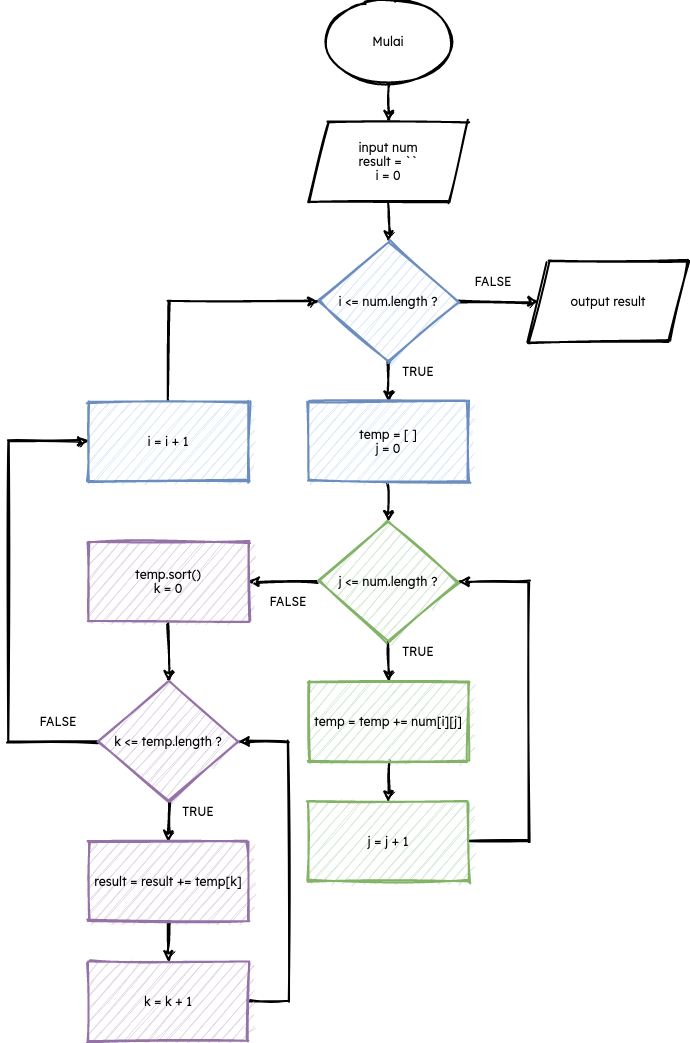 Mulai
input num
result = ``
i = 0
i <= num.length ?
FALSE
output result
TRUE
i = i + 1
temp = [ ]
j = 0
temp.sort()
k = 0
j <= num.length ?
FALSE
TRUE
temp = temp += num[i][j]
FALSE
k <= temp.length ?
TRUE
j = j + 1
result = result += temp[k]
k = k + 1